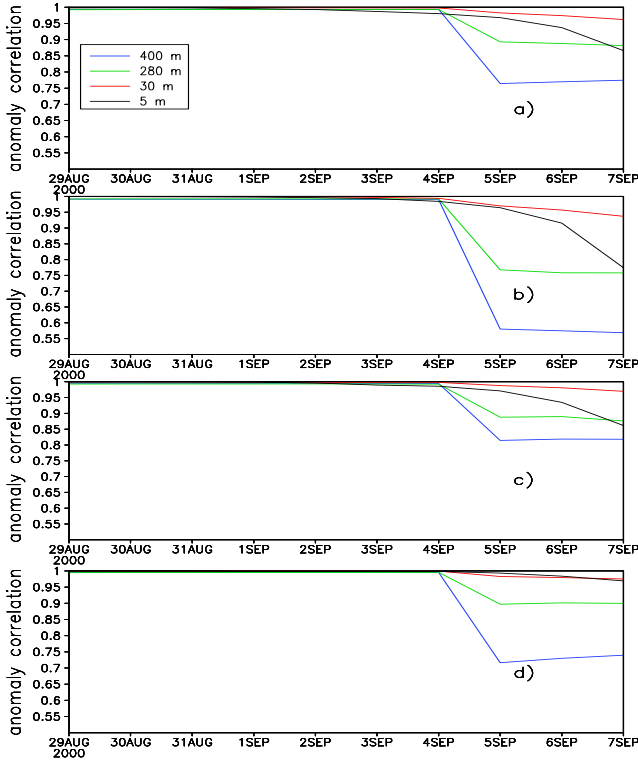 anomaly correlation
1
0.95
0.9
0.85
0.8
0.75
0.7
0.65
0.6
0.55
400 m
280 m
30 m
5 m
a)
29AUG 30AUG 31AUG 1SEP 2SEP 3SEP 4SEP 5SEP 6SEP 7SEP
2000
anomaly correlation
0.95
0.9
0.85
0.8
0.75
0.7
0.65
0.6
0.55
b)
29AUG 30AUG 31AUG 1SEP 2SEP 3SEP 4SEP 5SEP 6SEP 7SEP
2000
anomaly correlation
1
0.95
0.9
0.85
0.8
0.75
0.7
0.65
0.6
0.55
c)
29AUG 30AUG 31AUG 1SEP 2SEP 3SEP 4SEP 5SEP 6SEP 7SEP
2000
anomaly correlation
1
0.95
0.9
0.85
0.8
0.75
0.7
0.65
0.6
0.55
d)
29AUG 30AUG 31AUG 1SEP 2SEP 3SEP 4SEP 5SEP 6SEP 7SEP
2000